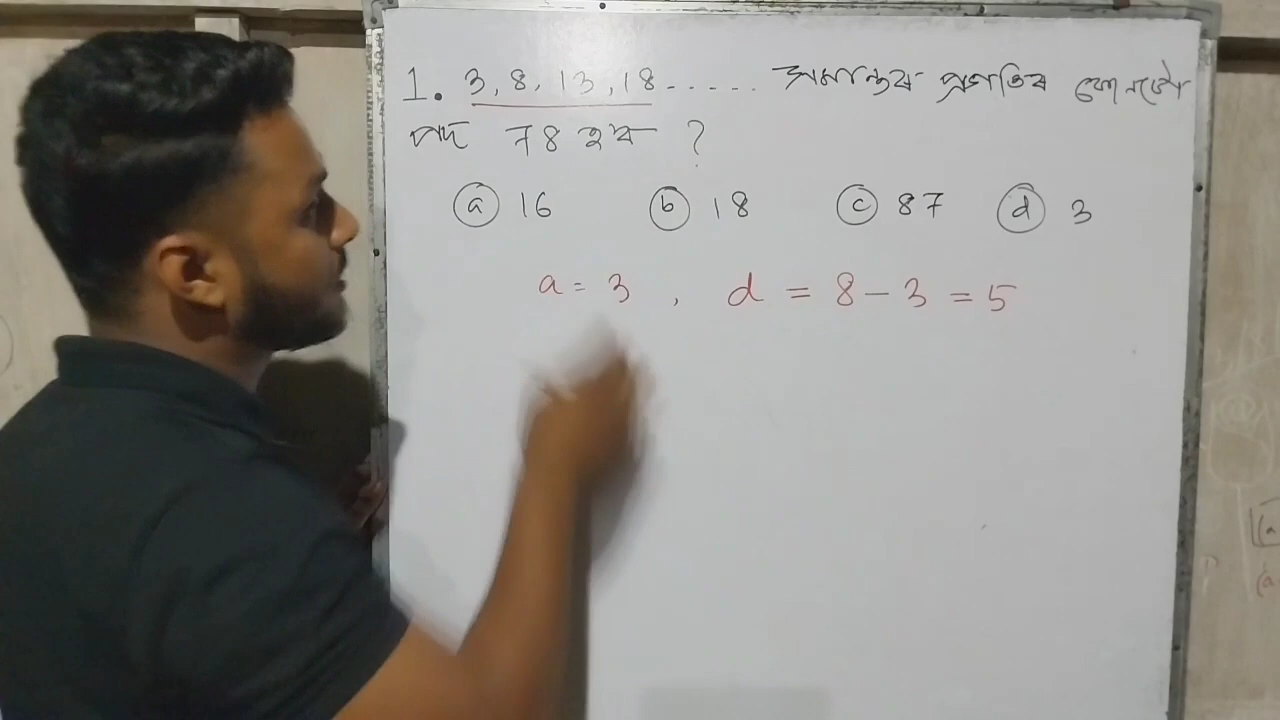 1. 3, 8, 13, 18 ...... সমান্তৰ প্ৰগতিৰ কোনটো
পদ 78 হব ?
(a) 16 (b) 18 (c) 87 (d) 3
a = 3 , d = 8 - 3 = 5